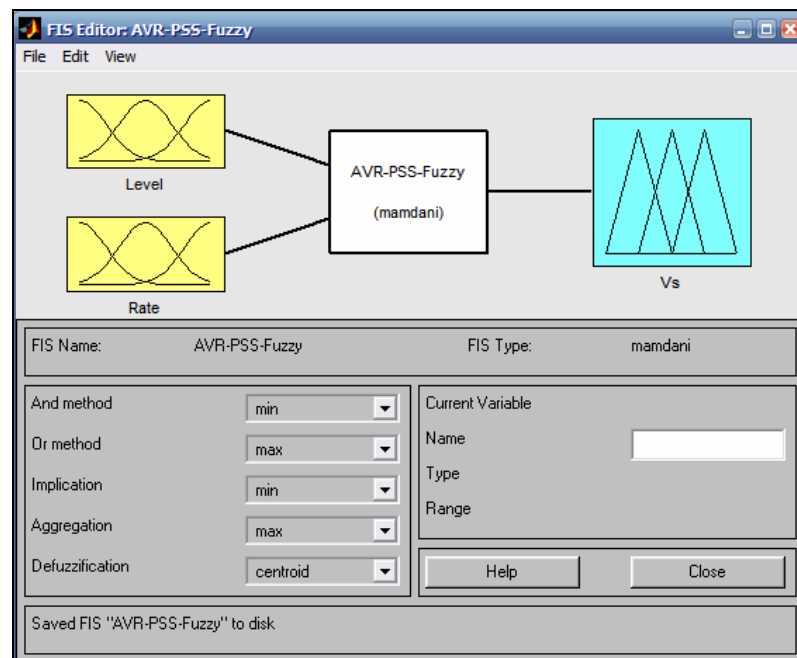 FIS Editor: AVR-PSS-Fuzzy
File Edit View
Level
Rate
AVR-PSS-Fuzzy
(mamdani)
Vs
FIS Name: AVR-PSS-Fuzzy FIS Type: mamdani
And method min
Or method max
Implication min
Aggregation max
Defuzzification centroid
Current Variable
Name
Type
Range
Help Close
Saved FIS "AVR-PSS-Fuzzy" to disk